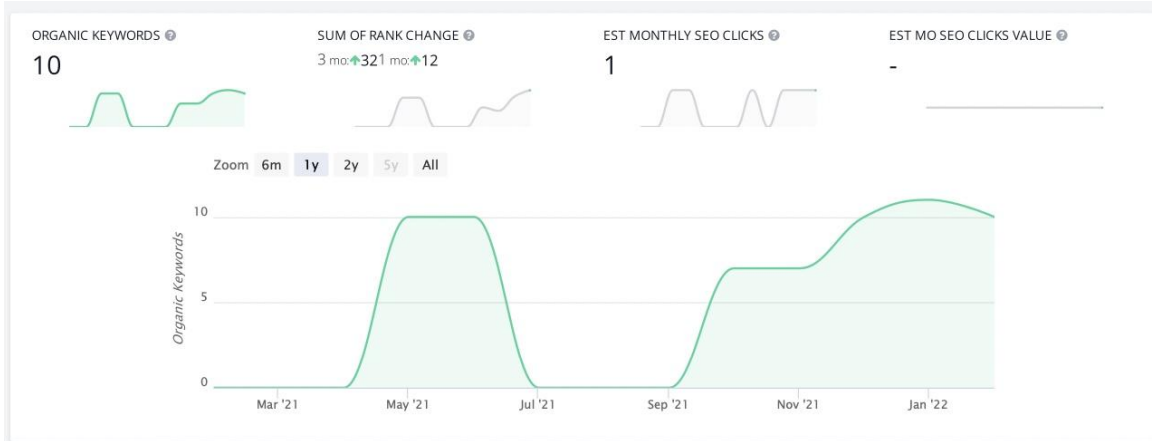 ORGANIC KEYWORDS ?
SUM OF RANK CHANGE ?
EST MONTHLY SEO CLICKS ?
EST MO SEO CLICKS VALUE ?
10
3 mo:↑321 mo:↑12
1
-
Zoom 6m 1y 2y 5y All
Organic Keywords
10
5
0
Mar '21 May '21 Jul '21 Sep '21 Nov '21 Jan '22